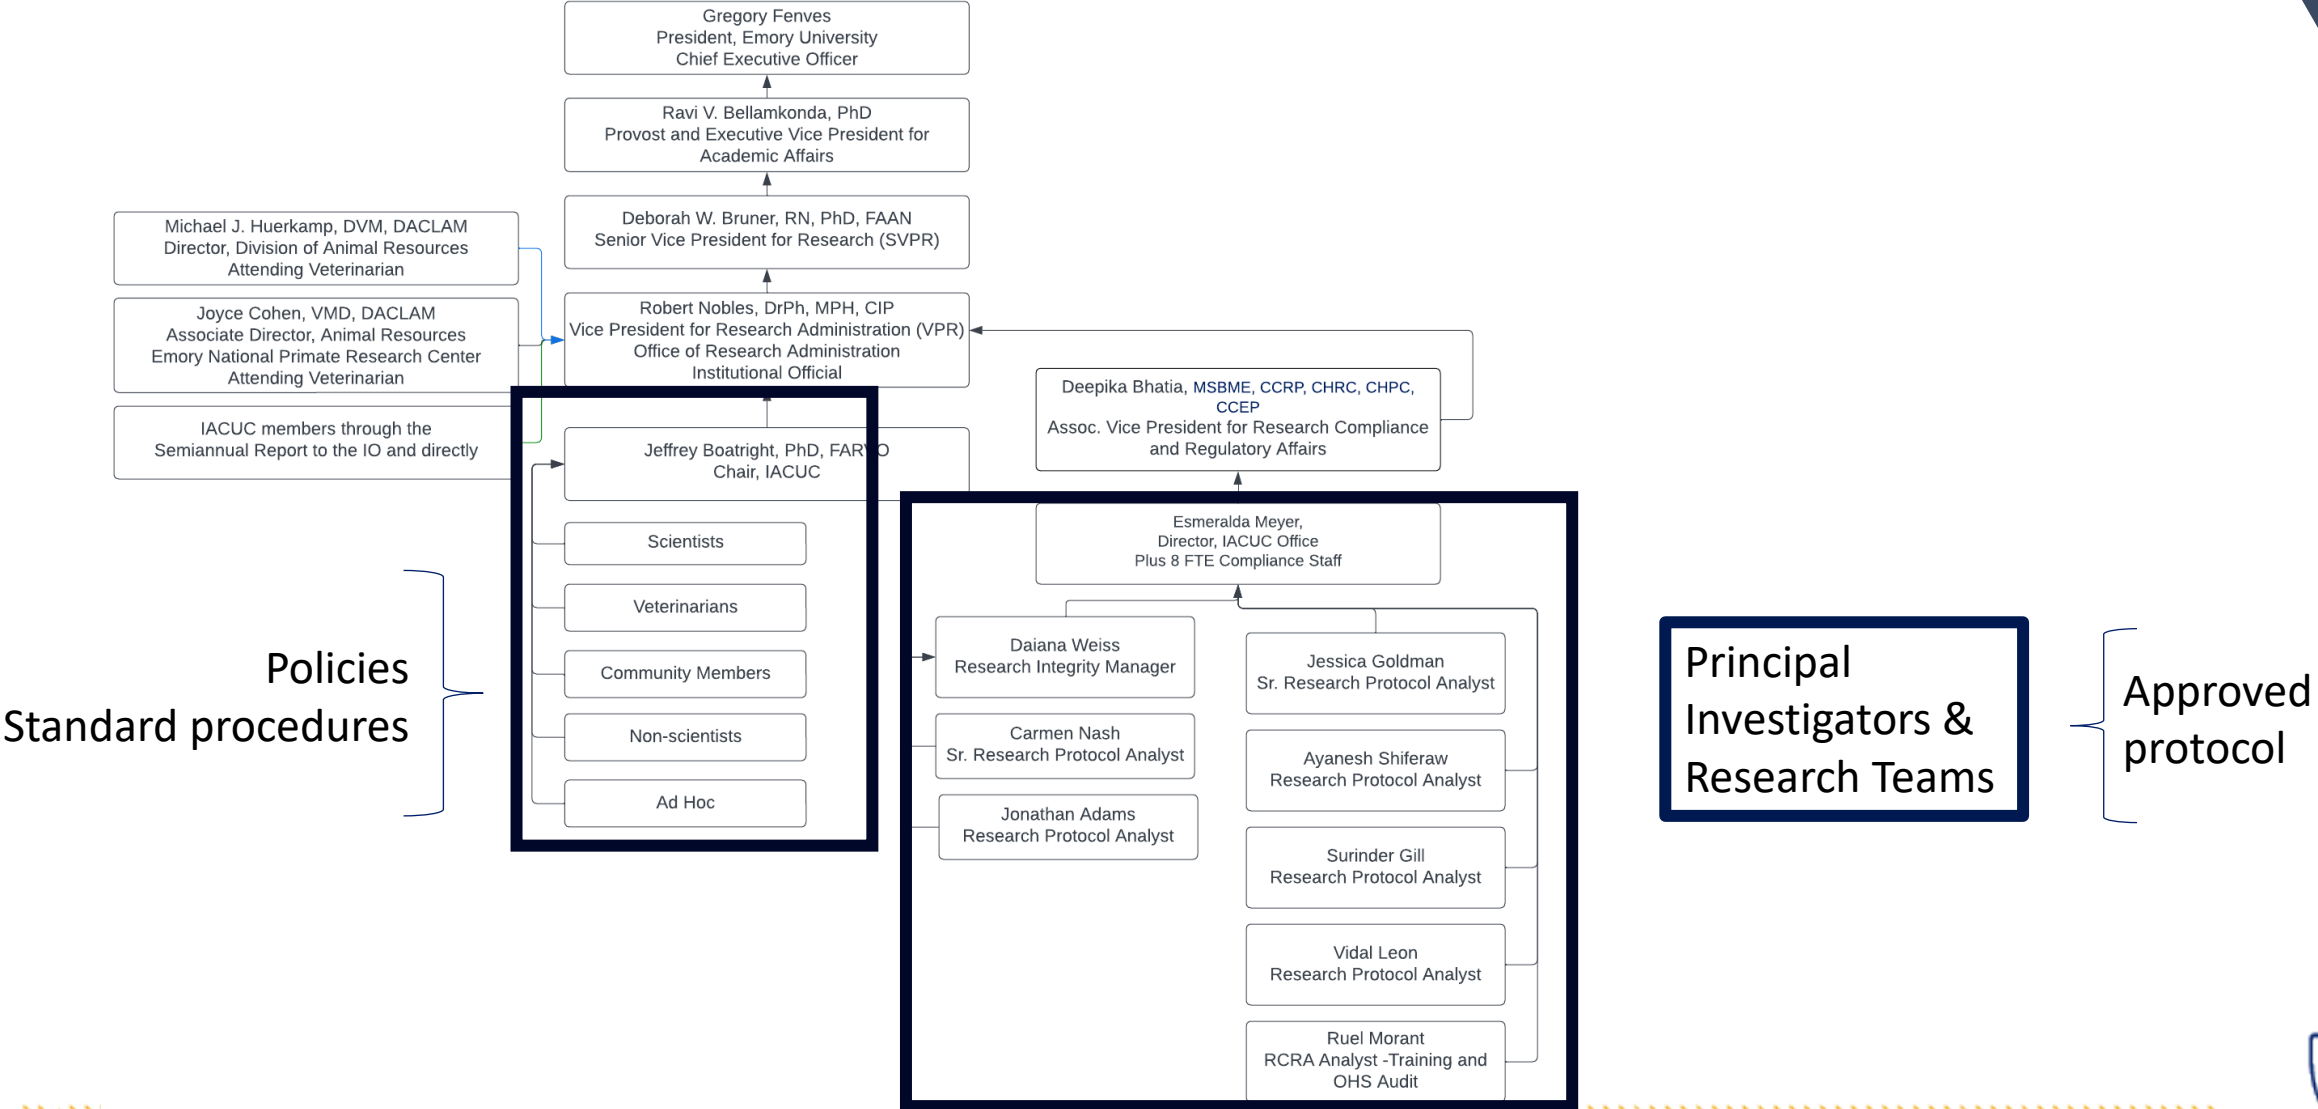 Gregory Fenves
President, Emory University
Chief Executive Officer
Ravi V. Bellamkonda, PhD
Provost and Executive Vice President for
Academic Affairs
Deborah W. Bruner, RN, PhD, FAAN
Senior Vice President for Research (SVPR)
Michael J. Huerkamp, DVM, DACLAM
Director, Division of Animal Resources
Attending Veterinarian
Joyce Cohen, VMD, DACLAM
Associate Director, Animal Resources
Emory National Primate Research Center
Attending Veterinarian
IACUC members through the
Semiannual Report to the IO and directly
Robert Nobles, DrPh, MPH, CIP
Vice President for Research Administration (VPR)
Office of Research Administration
Institutional Official
Deepika Bhatia, MSBME, CCRP, CHRC, CHPC,
CCEP
Assoc. Vice President for Research Compliance
and Regulatory Affairs
Jeffrey Boatright, PhD, FARVO
Chair, IACUC
Scientists
Veterinarians
Community Members
Non-scientists
Ad Hoc
Policies
Standard procedures
Esmeralda Meyer,
Director, IACUC Office
Plus 8 FTE Compliance Staff
Daiana Weiss
Research Integrity Manager
Carmen Nash
Sr. Research Protocol Analyst
Jonathan Adams
Research Protocol Analyst
Jessica Goldman
Sr. Research Protocol Analyst
Ayanesh Shiferaw
Research Protocol Analyst
Surinder Gill
Research Protocol Analyst
Vidal Leon
Research Protocol Analyst
Ruel Morant
RCRA Analyst -Training and
OHS Audit
Principal
Investigators &
Research Teams
Approved
protocol